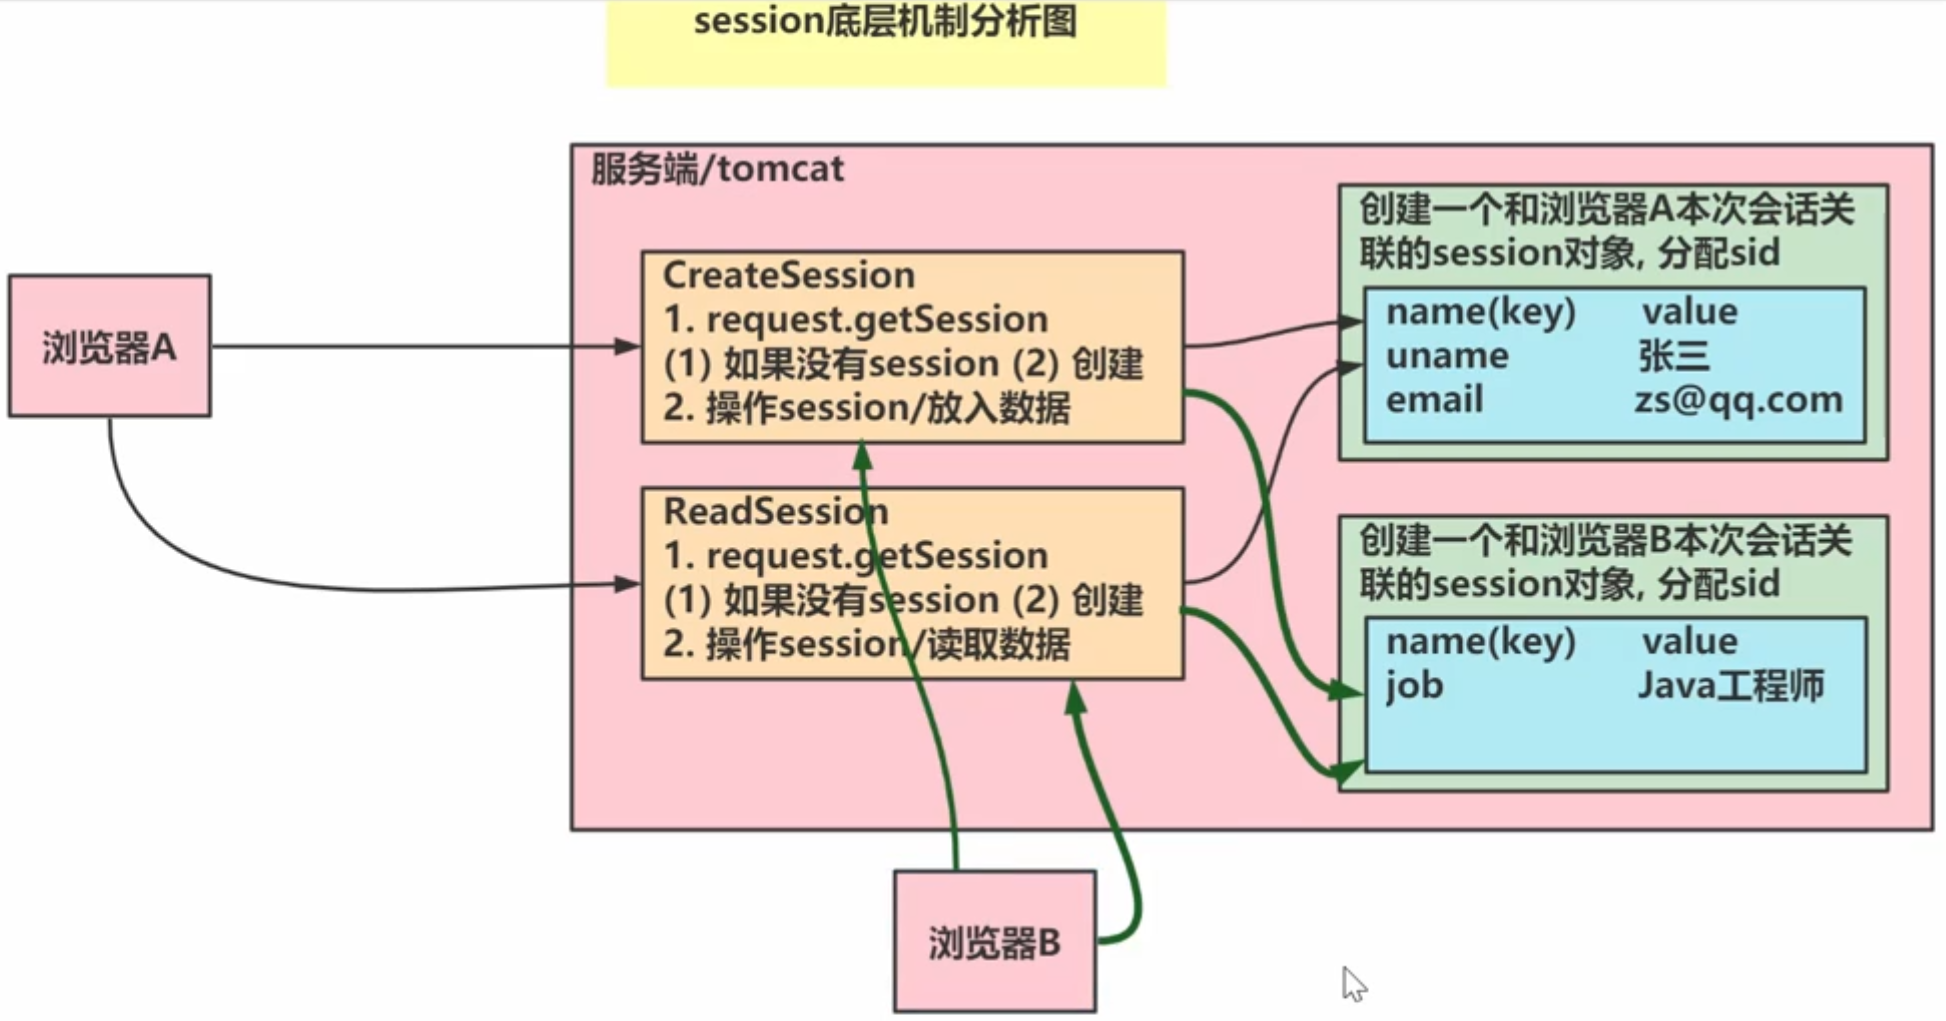 session底层机制分析图
服务端/tomcat
浏览器A
CreateSession
1. request.getSession
(1) 如果没有session (2) 创建
2. 操作session/放入数据
ReadSession
1. request.getSession
(1) 如果没有session (2) 创建
2. 操作session/读取数据
创建一个和浏览器A本次会话关
联的session对象, 分配sid
name(key) value
uname 张三
email zs@qq.com
创建一个和浏览器B本次会话关
联的session对象, 分配sid
name(key) value
job Java工程师
浏览器B